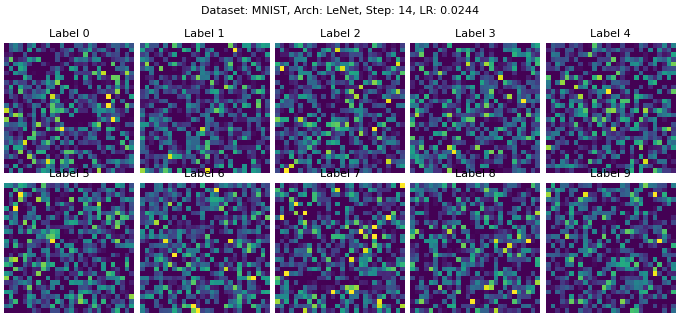 Dataset: MNIST, Arch: LeNet, Step: 14, LR: 0.0244
Label 0
Label 1
Label 2
Label 3
Label 4
Label 5
Label 6
Label 7
Label 8
Label 9